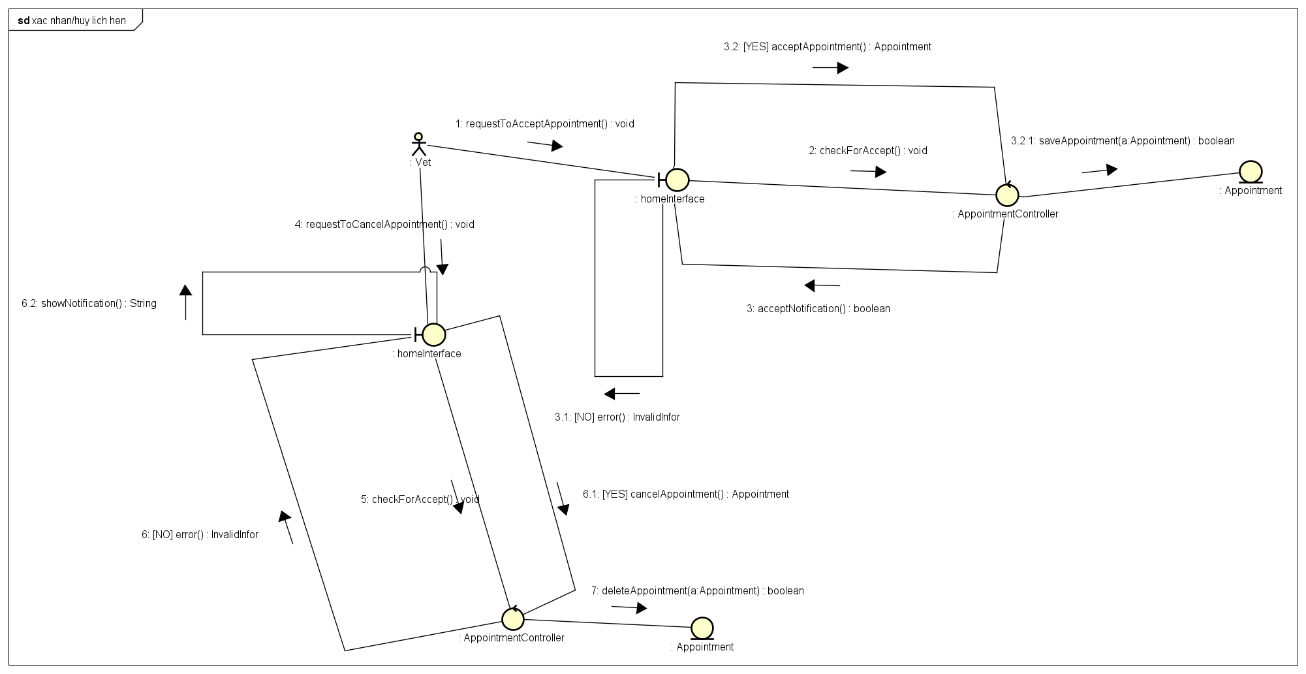 sd xac nhan/huy lich hen
3.2: [YES] acceptAppointment() : Appointment
1: requestToAcceptAppointment() : void
2: checkForAccept() : void
3.2.1: saveAppointment(a:Appointment) : boolean
: Vet
: homeInterface
: Appointment
: AppointmentController
4: requestToCancelAppointment() : void
6.2: showNotification() : String
3: acceptNotification() : boolean
: homeInterface
3.1: [NO] error() : InvalidInfor
5: checkForAccept() : void
6.1: [YES] cancelAppointment() : Appointment
6: [NO] error() : InvalidInfor
7: deleteAppointment(a:Appointment) : boolean
: AppointmentController
: Appointment